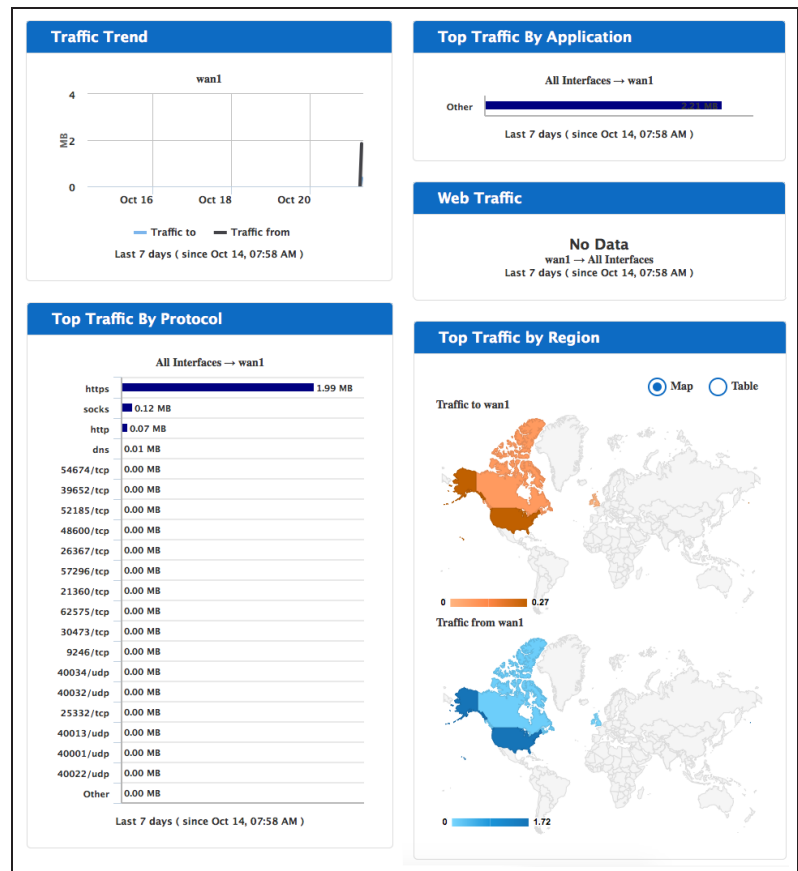 Traffic Trend
wan1
4
MB
2
0
Oct 16 Oct 18 Oct 20
Traffic to Traffic from
Last 7 days ( since Oct 14, 07:58 AM )
Top Traffic By Protocol
All Interfaces → wan1
https 1.99 MB
socks 0.12 MB
http 0.07 MB
dns 0.01 MB
54674/tcp 0.00 MB
39652/tcp 0.00 MB
52185/tcp 0.00 MB
48600/tcp 0.00 MB
26367/tcp 0.00 MB
57296/tcp 0.00 MB
21360/tcp 0.00 MB
62575/tcp 0.00 MB
30473/tcp 0.00 MB
9246/tcp 0.00 MB
40034/udp 0.00 MB
40032/udp 0.00 MB
25332/tcp 0.00 MB
40013/udp 0.00 MB
40001/udp 0.00 MB
40022/udp 0.00 MB
Other 0.00 MB
Last 7 days ( since Oct 14, 07:58 AM )
Top Traffic By Application
All Interfaces → wan1
Other 2.21 MB
Last 7 days ( since Oct 14, 07:58 AM )
Web Traffic
No Data
wan1 → All Interfaces
Last 7 days ( since Oct 14, 07:58 AM )
Top Traffic by Region
Map Table
Traffic to wan1
0 0.27
Traffic from wan1
0 1.72